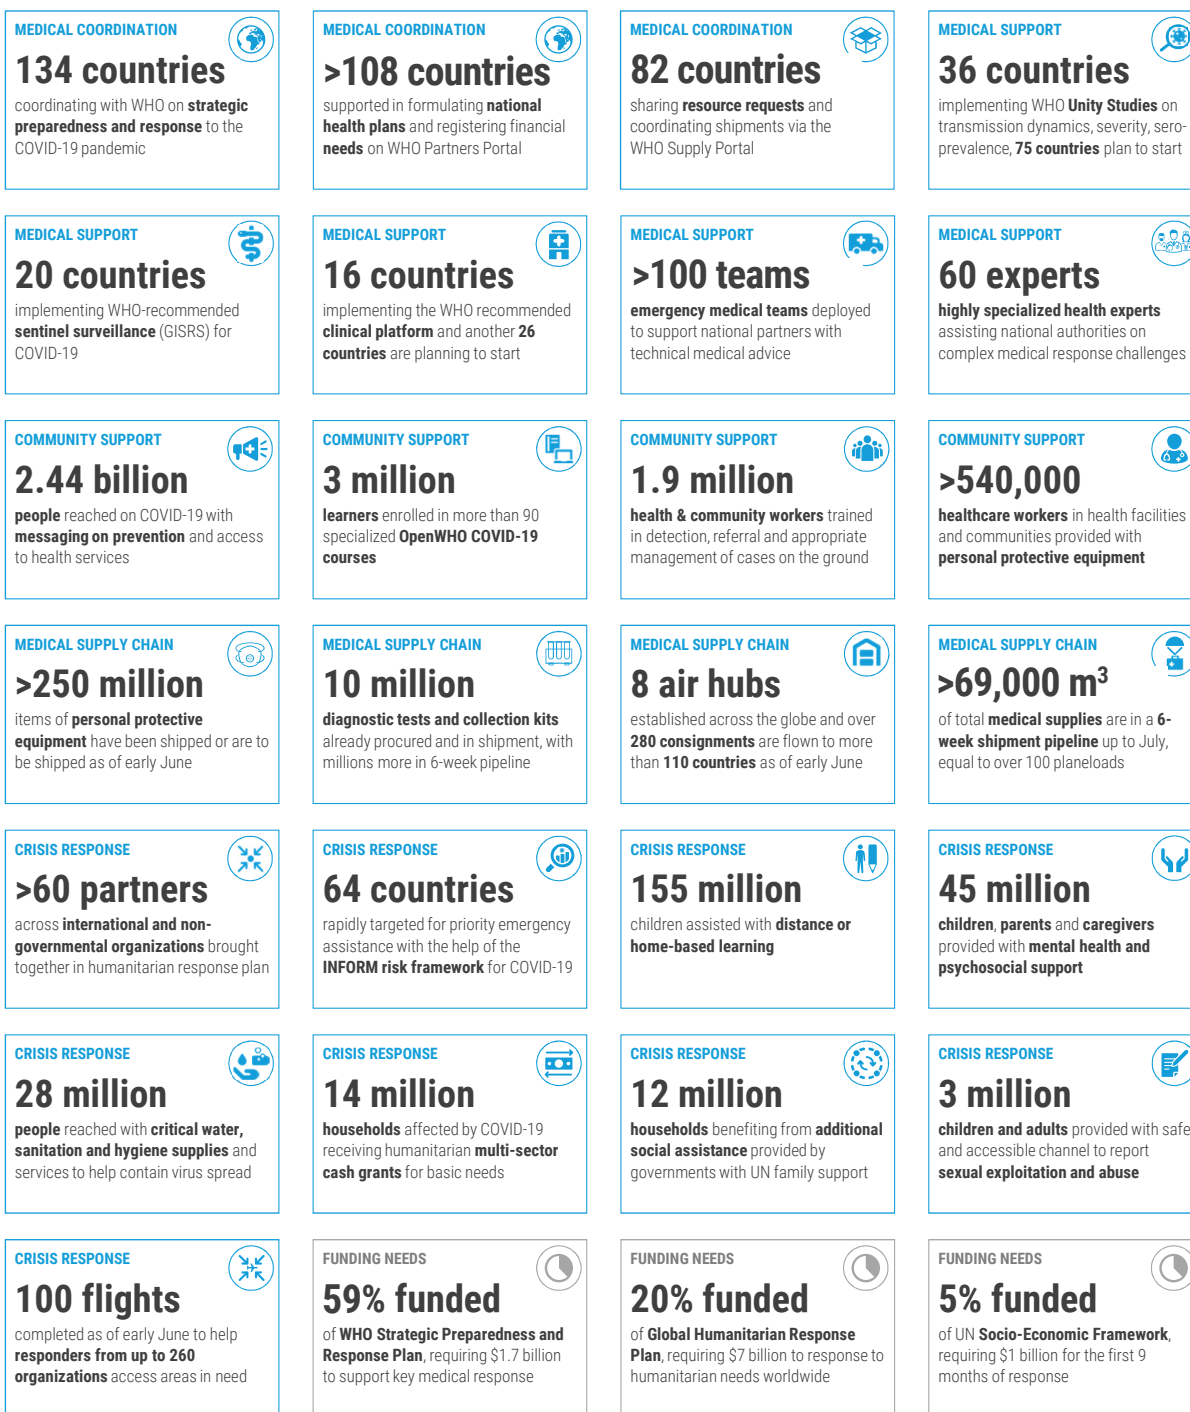 MEDICAL COORDINATION
134 countries
coordinating with WHO on strategic
preparedness and response to the
COVID-19 pandemic
MEDICAL COORDINATION
>108 countries
supported in formulating national
health plans and registering financial
needs on WHO Partners Portal
MEDICAL COORDINATION
82 countries
sharing resource requests and
coordinating shipments via the
WHO Supply Portal
MEDICAL SUPPORT
36 countries
implementing WHO Unity Studies on
transmission dynamics, severity, sero-
prevalence, 75 countries plan to start
MEDICAL SUPPORT
20 countries
implementing WHO-recommended
sentinel surveillance (GISRS) for
COVID-19
MEDICAL SUPPORT
16 countries
implementing the WHO recommended
clinical platform and another 26
countries are planning to start
MEDICAL SUPPORT
>100 teams
emergency medical teams deployed
to support national partners with
technical medical advice
MEDICAL SUPPORT
60 experts
highly specialized health experts
assisting national authorities on
complex medical response challenges
COMMUNITY SUPPORT
2.44 billion
people reached on COVID-19 with
messaging on prevention and access
to health services
COMMUNITY SUPPORT
3 million
learners enrolled in more than 90
specialized OpenWHO COVID-19
courses
COMMUNITY SUPPORT
1.9 million
health & community workers trained
in detection, referral and appropriate
management of cases on the ground
COMMUNITY SUPPORT
>540,000
healthcare workers in health facilities
and communities provided with
personal protective equipment
MEDICAL SUPPLY CHAIN
>250 million
items of personal protective
equipment have been shipped or are to
be shipped as of early June
MEDICAL SUPPLY CHAIN
10 million
diagnostic tests and collection kits
already procured and in shipment, with
millions more in 6-week pipeline
MEDICAL SUPPLY CHAIN
8 air hubs
established across the globe and over
280 consignments are flown to more
than 110 countries as of early June
MEDICAL SUPPLY CHAIN
>69,000 m³
of total medical supplies are in a 6-
week shipment pipeline up to July,
equal to over 100 planeloads
CRISIS RESPONSE
>60 partners
across international and non-
governmental organizations brought
together in humanitarian response plan
CRISIS RESPONSE
64 countries
rapidly targeted for priority emergency
assistance with the help of the
INFORM risk framework for COVID-19
CRISIS RESPONSE
155 million
children assisted with distance or
home-based learning
CRISIS RESPONSE
45 million
children, parents and caregivers
provided with mental health and
psychosocial support
CRISIS RESPONSE
28 million
people reached with critical water,
sanitation and hygiene supplies and
services to help contain virus spread
CRISIS RESPONSE
14 million
households affected by COVID-19
receiving humanitarian multi-sector
cash grants for basic needs
CRISIS RESPONSE
12 million
households benefiting from additional
social assistance provided by
governments with UN family support
CRISIS RESPONSE
3 million
children and adults provided with safe
and accessible channel to report
sexual exploitation and abuse
CRISIS RESPONSE
100 flights
completed as of early June to help
responders from up to 260
organizations access areas in need
FUNDING NEEDS
59% funded
of WHO Strategic Preparedness and
Response Plan, requiring $1.7 billion
to support key medical response
FUNDING NEEDS
20% funded
of Global Humanitarian Response
Plan, requiring $7 billion to response to
humanitarian needs worldwide
FUNDING NEEDS
5% funded
of UN Socio-Economic Framework,
requiring $1 billion for the first 9
months of response